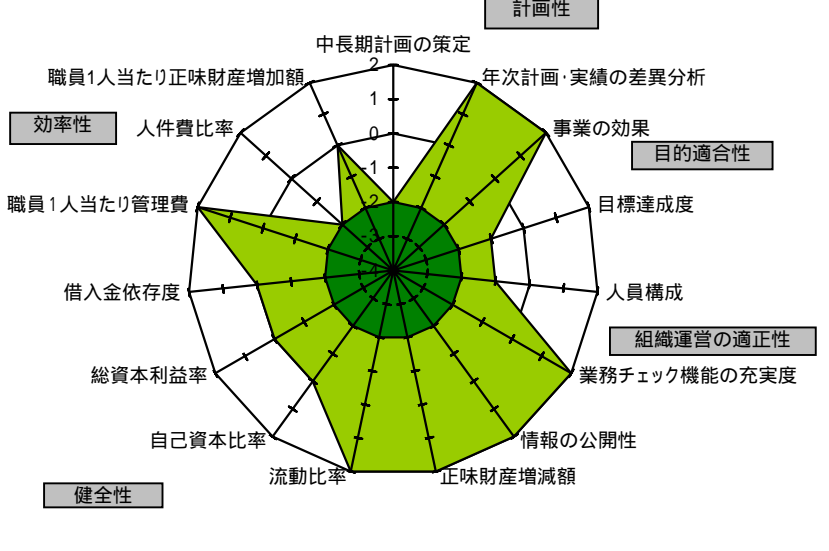 計画性
中長期計画の策定
2
職員1人当たり正味財産増加額
年次計画･実績の差異分析
1
効率性
人件費比率
0
事業の効果
目的適合性
-1
職員1人当たり管理費
-2
目標達成度
-3
-4
借入金依存度
人員構成
組織運営の適正性
総資本利益率
業務チェック機能の充実度
自己資本比率
情報の公開性
流動比率
正味財産増減額
健全性